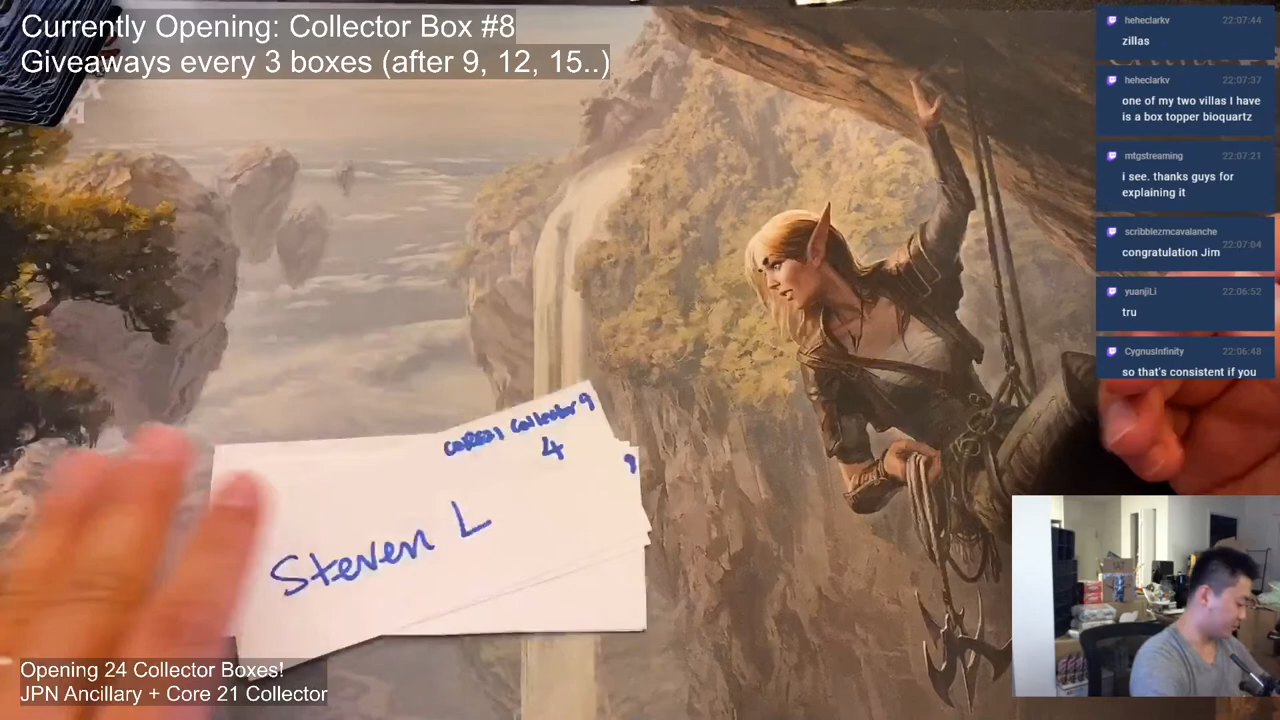 Currently Opening: Collector Box #8
Giveaways every 3 boxes (after 9, 12, 15..)
heheclarkv 22:07:44
zillas
heheclarkv 22:07:37
one of my two villas I have
is a box topper bioquartz
mtgstreaming 22:07:21
i see. thanks guys for
explaining it
scribblezmcavalanche
22:07:04
congratulation Jim
yuanjiLi 22:06:52
tru
CygnusInfinity 22:06:48
so that's consistent if you
collector 9
4
9
Steven L
Opening 24 Collector Boxes!
JPN Ancillary + Core 21 Collector